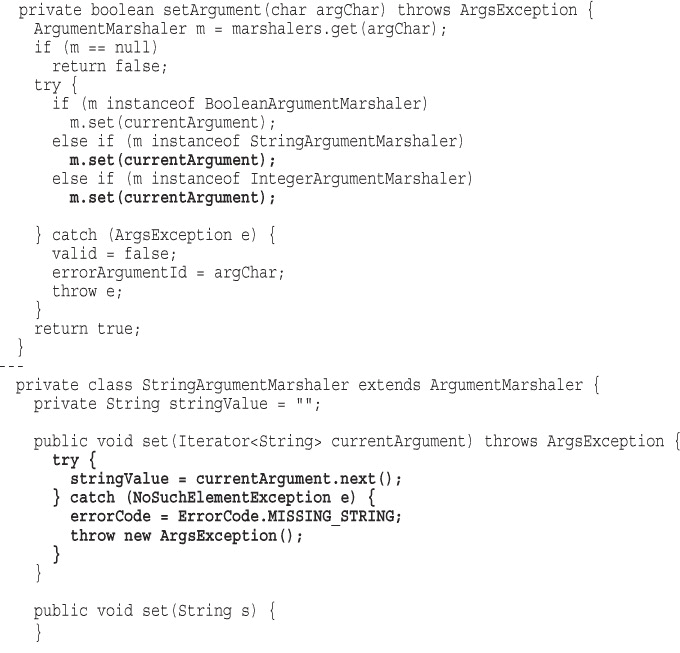 private boolean setArgument(char argChar) throws ArgsException {
  ArgumentMarshaler m = marshalers.get(argChar);
  if (m == null)
    return false;
  try {
    if (m instanceof BooleanArgumentMarshaler)
      m.set(currentArgument);
    else if (m instanceof StringArgumentMarshaler)
      m.set(currentArgument);
    else if (m instanceof IntegerArgumentMarshaler)
      m.set(currentArgument);
  } catch (ArgsException e) {
    valid = false;
    errorArgumentId = argChar;
    throw e;
  }
  return true;
}
---
private class StringArgumentMarshaler extends ArgumentMarshaler {
  private String stringValue = "";
  public void set(Iterator<String> currentArgument) throws ArgsException {
    try {
      stringValue = currentArgument.next();
    } catch (NoSuchElementException e) {
      errorCode = ErrorCode.MISSING_STRING;
      throw new ArgsException();
    }
  }
  public void set(String s) {
  }